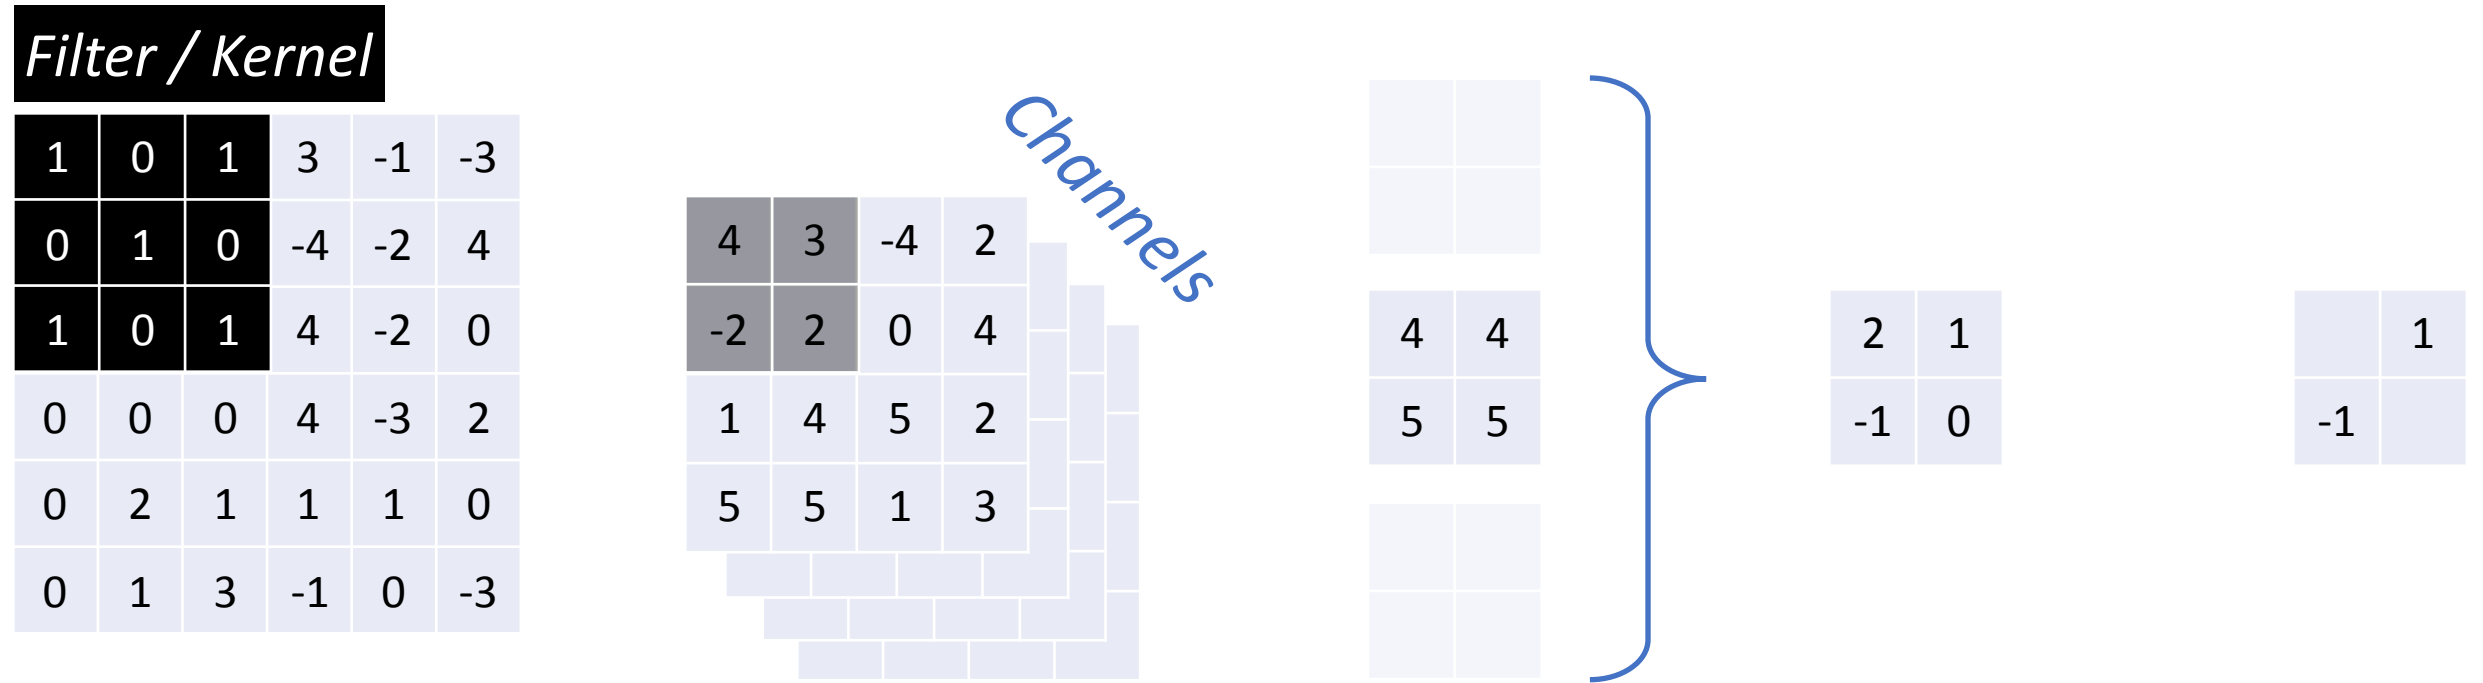 Filter / Kernel
1 0 1 3 -1 -3
0 1 0 -4 -2 4
1 0 1 4 -2 0
0 0 0 4 -3 2
0 2 1 1 1 0
0 1 3 -1 0 -3
Channels
4 3 -4 2
-2 2 0 4
1 4 5 2
5 5 1 3
4 4
5 5
2 1
-1 0
1
-1